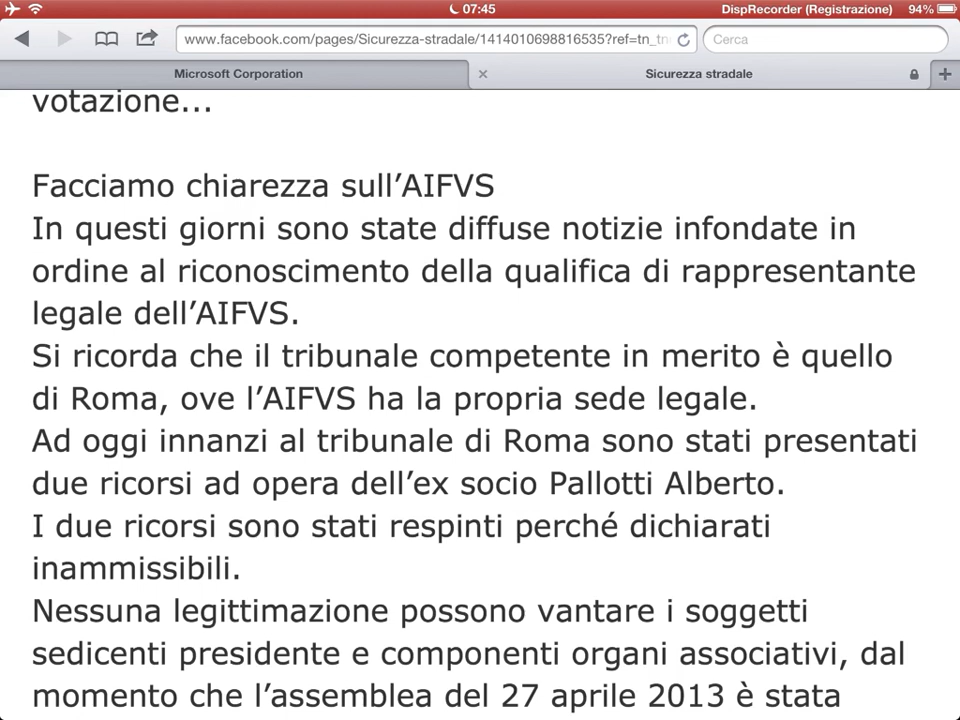 07:45
DispRecorder (Registrazione) 94%
www.facebook.com/pages/Sicurezza-stradale/1414010698816535?ref=tn_tn
Cerca
Microsoft Corporation
Sicurezza stradale
votazione...
Facciamo chiarezza sull’AIFVS
In questi giorni sono state diffuse notizie infondate in
ordine al riconoscimento della qualifica di rappresentante
legale dell’AIFVS.
Si ricorda che il tribunale competente in merito è quello
di Roma, ove l’AIFVS ha la propria sede legale.
Ad oggi innanzi al tribunale di Roma sono stati presentati
due ricorsi ad opera dell’ex socio Pallotti Alberto.
I due ricorsi sono stati respinti perché dichiarati
inammissibili.
Nessuna legittimazione possono vantare i soggetti
sedicenti presidente e componenti organi associativi, dal
momento che l’assemblea del 27 aprile 2013 è stata